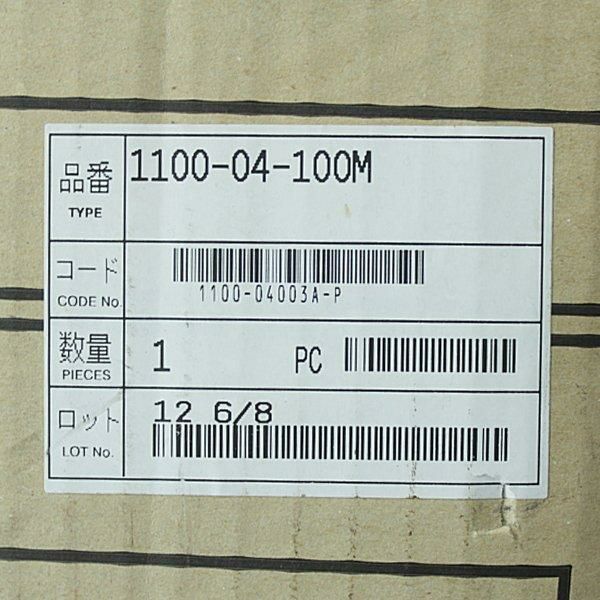 品番 1100-04-100M
TYPE
コード
CODE No. 1100-04003A-P
数量 1 PC
PIECES
ロット 12 6/8
LOT No.